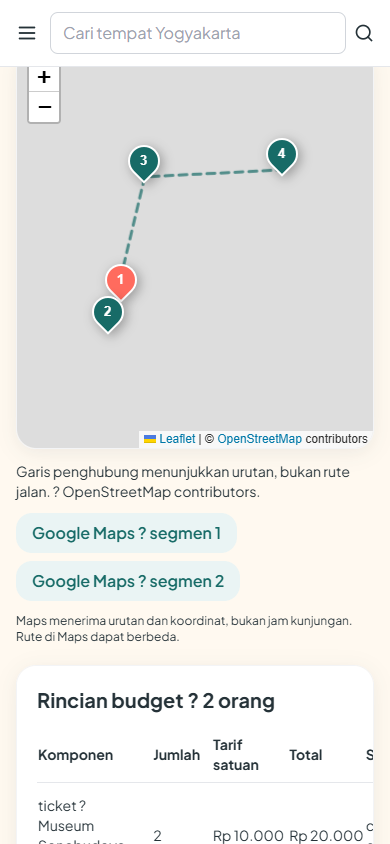 Cari tempat Yogyakarta
+
−
3
4
1
2
Leaflet | © OpenStreetMap contributors
Garis penghubung menunjukkan urutan, bukan rute
jalan. ? OpenStreetMap contributors.
Google Maps ? segmen 1
Google Maps ? segmen 2
Maps menerima urutan dan koordinat, bukan jam kunjungan.
Rute di Maps dapat berbeda.
Rincian budget ? 2 orang
Komponen Jumlah Tarif satuan Total
ticket ?
Museum
2 Rp 10.000 Rp 20.000